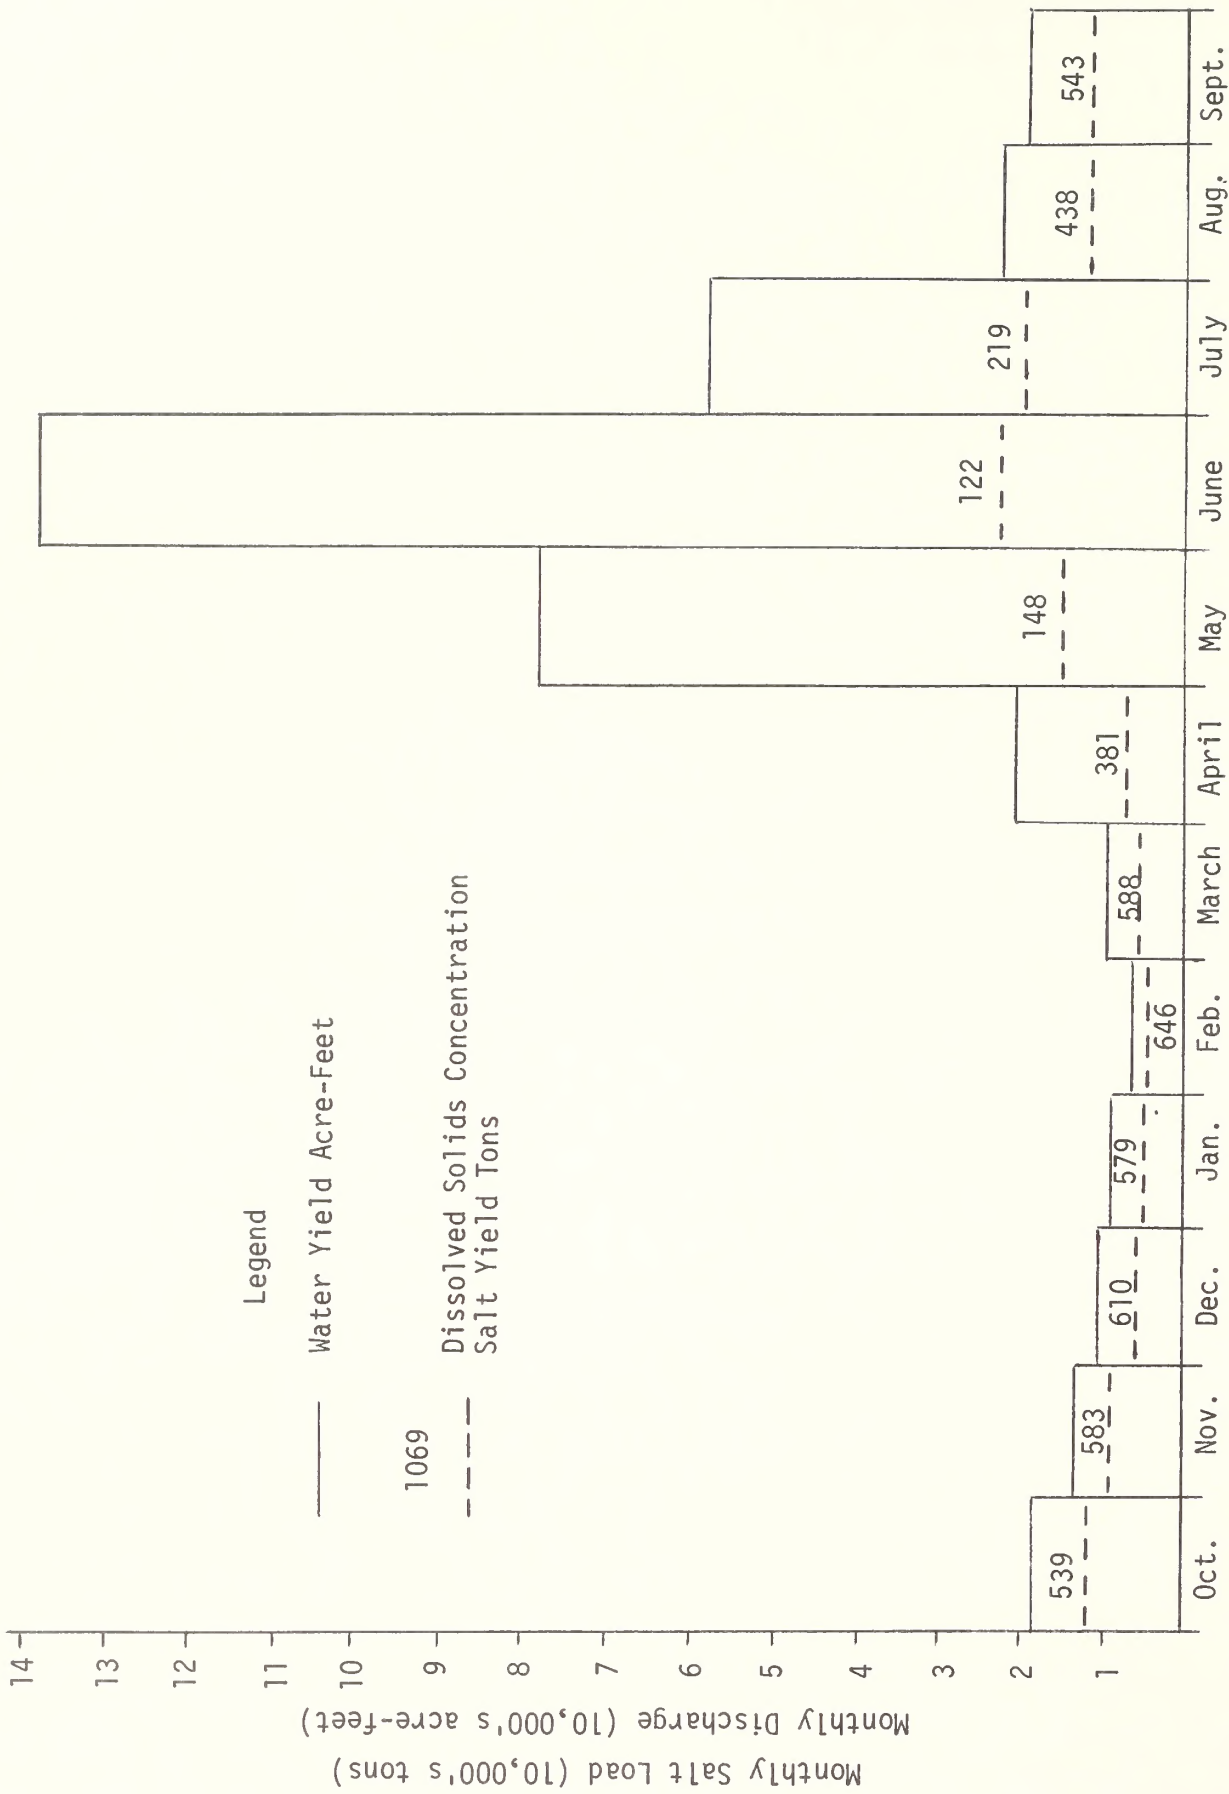 Monthly Salt Load (10,000's tons)
Monthly Discharge (10,000's acre-feet)
14
13
12
11
10
9
8
7
6
5
4
3
2
1
Legend
Water Yield Acre-Feet
1069
Dissolved Solids Concentration
Salt Yield Tons
539
583
610
579
646
588
381
148
122
219
438
543
Oct.
Nov.
Dec.
Jan.
Feb.
March
April
May
June
July
Aug.
Sept.